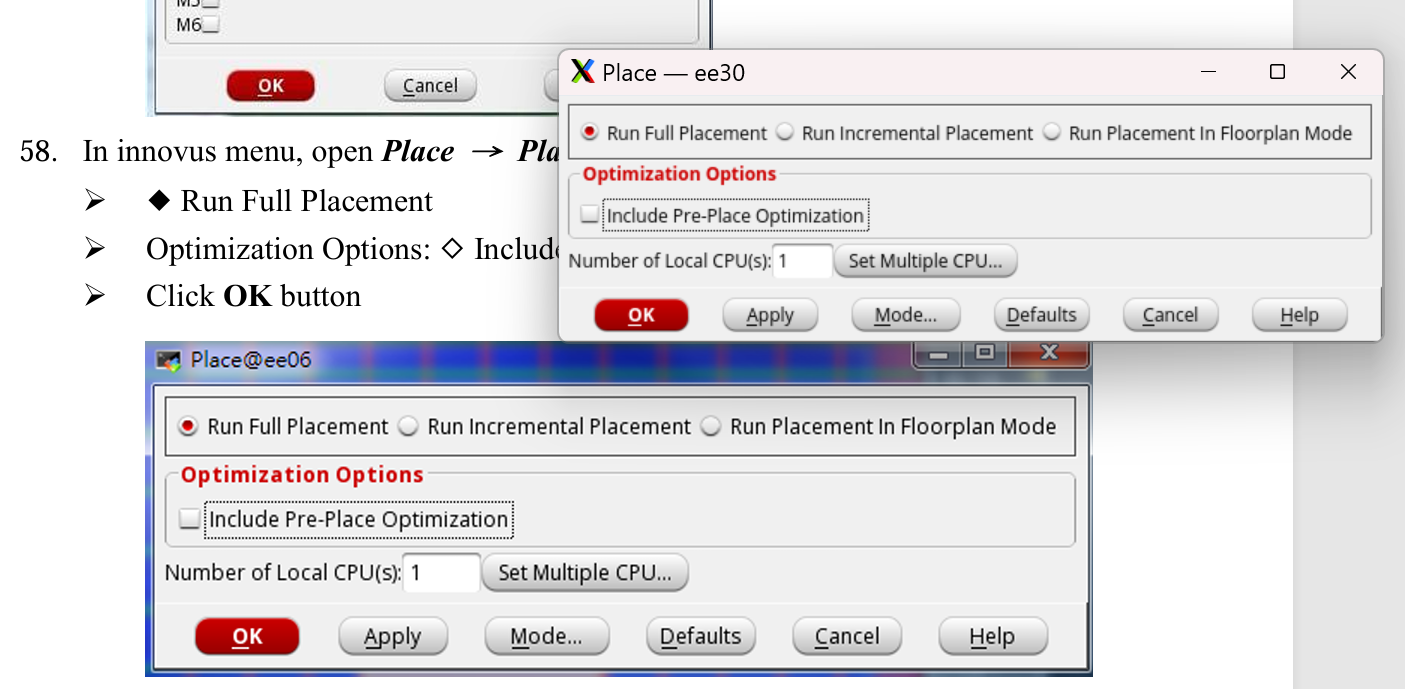 M6
OK Cancel
Place — ee30
Run Full Placement Run Incremental Placement Run Placement In Floorplan Mode
Optimization Options
Include Pre-Place Optimization
Number of Local CPU(s): 1 Set Multiple CPU...
OK Apply Mode... Defaults Cancel Help
58. In innovus menu, open Place → Pla
➢ ◆ Run Full Placement
➢ Optimization Options: ◇ Include
➢ Click OK button
Place@ee06
Run Full Placement Run Incremental Placement Run Placement In Floorplan Mode
Optimization Options
Include Pre-Place Optimization
Number of Local CPU(s): 1 Set Multiple CPU...
OK Apply Mode... Defaults Cancel Help